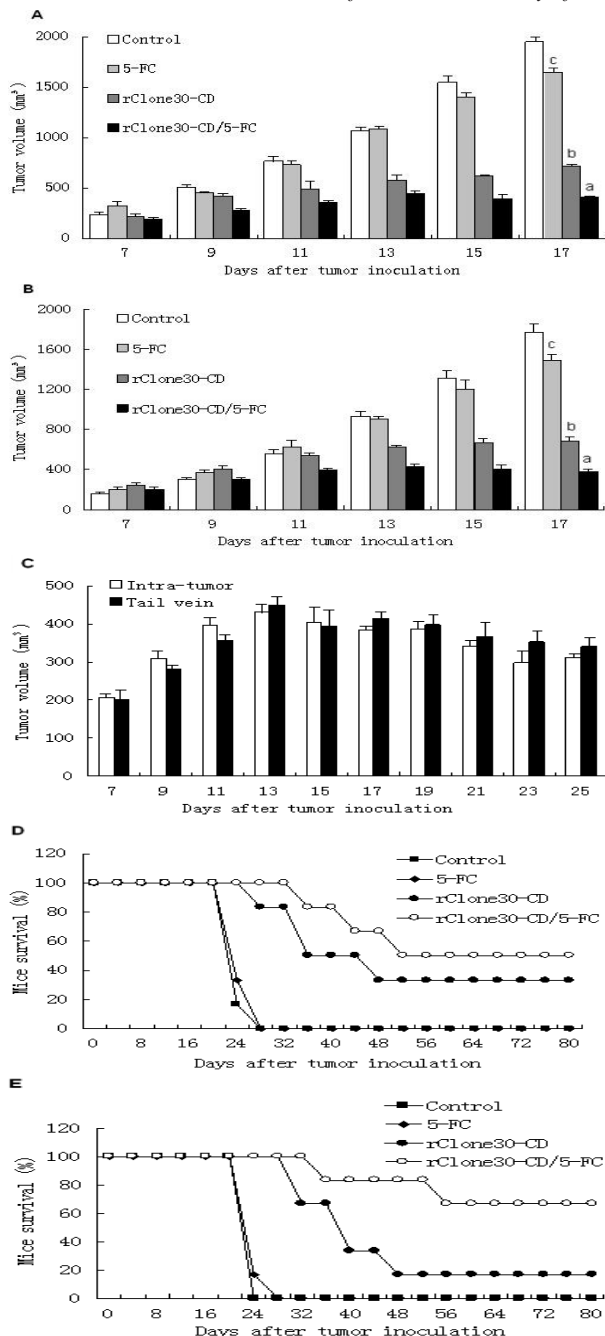 A
Control
5-FC
rClone30-CD
rClone30-CD/5-FC
Tumor volume (mm³)
2000
1500
1000
500
0
c
b
a
7 9 11 13 15 17
Days after tumor inoculation
B
Control
5-FC
rClone30-CD
rClone30-CD/5-FC
Tumor volume (mm³)
2000
1600
1200
800
400
0
c
b
a
7 9 11 13 15 17
Days after tumor inoculation
C
Intra-tumor
Tail vein
Tumor volume (mm³)
500
400
300
200
100
0
7 9 11 13 15 17 19 21 23 25
Days after tumor inoculation
D
Control
5-FC
rClone30-CD
rClone30-CD/5-FC
Mice survival (%)
120
100
80
60
40
20
0
0 8 16 24 32 40 48 56 64 72 80
Days after tumor inoculation
E
Control
5-FC
rClone30-CD
rClone30-CD/5-FC
Mice survival (%)
120
100
80
60
40
20
0
0 8 16 24 32 40 48 56 64 72 80
Days after tumor inoculation